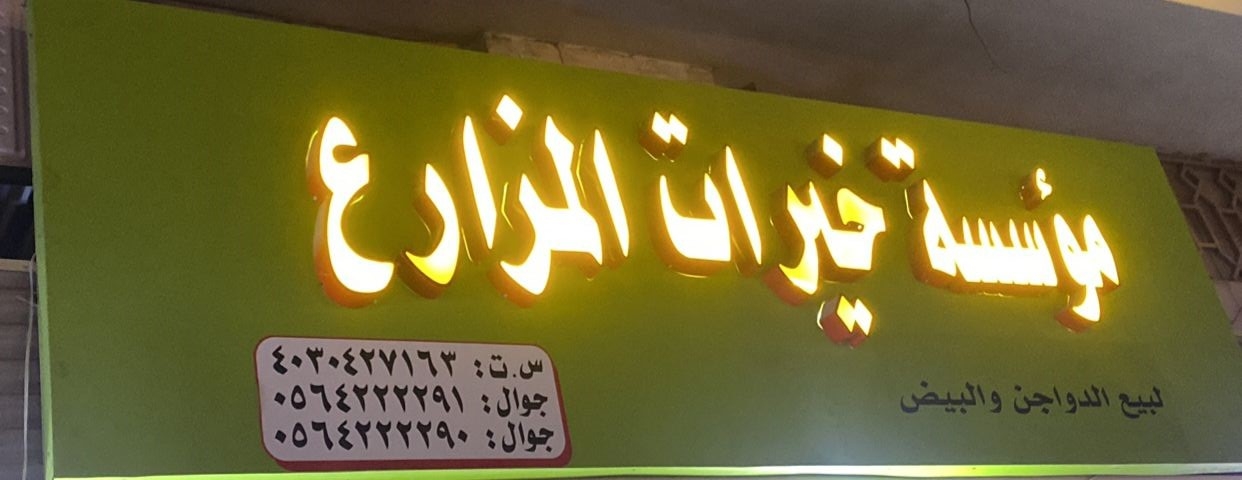 مؤسسة خيرات المزارع
لبيع الدواجن والبيض
س.ت: ٤٠٣٠٤٢٧١٦٣
جوال: ٠٥٦٤٢٢٢٢٩١
جوال: ٠٥٦٤٢٢٢٢٩٠